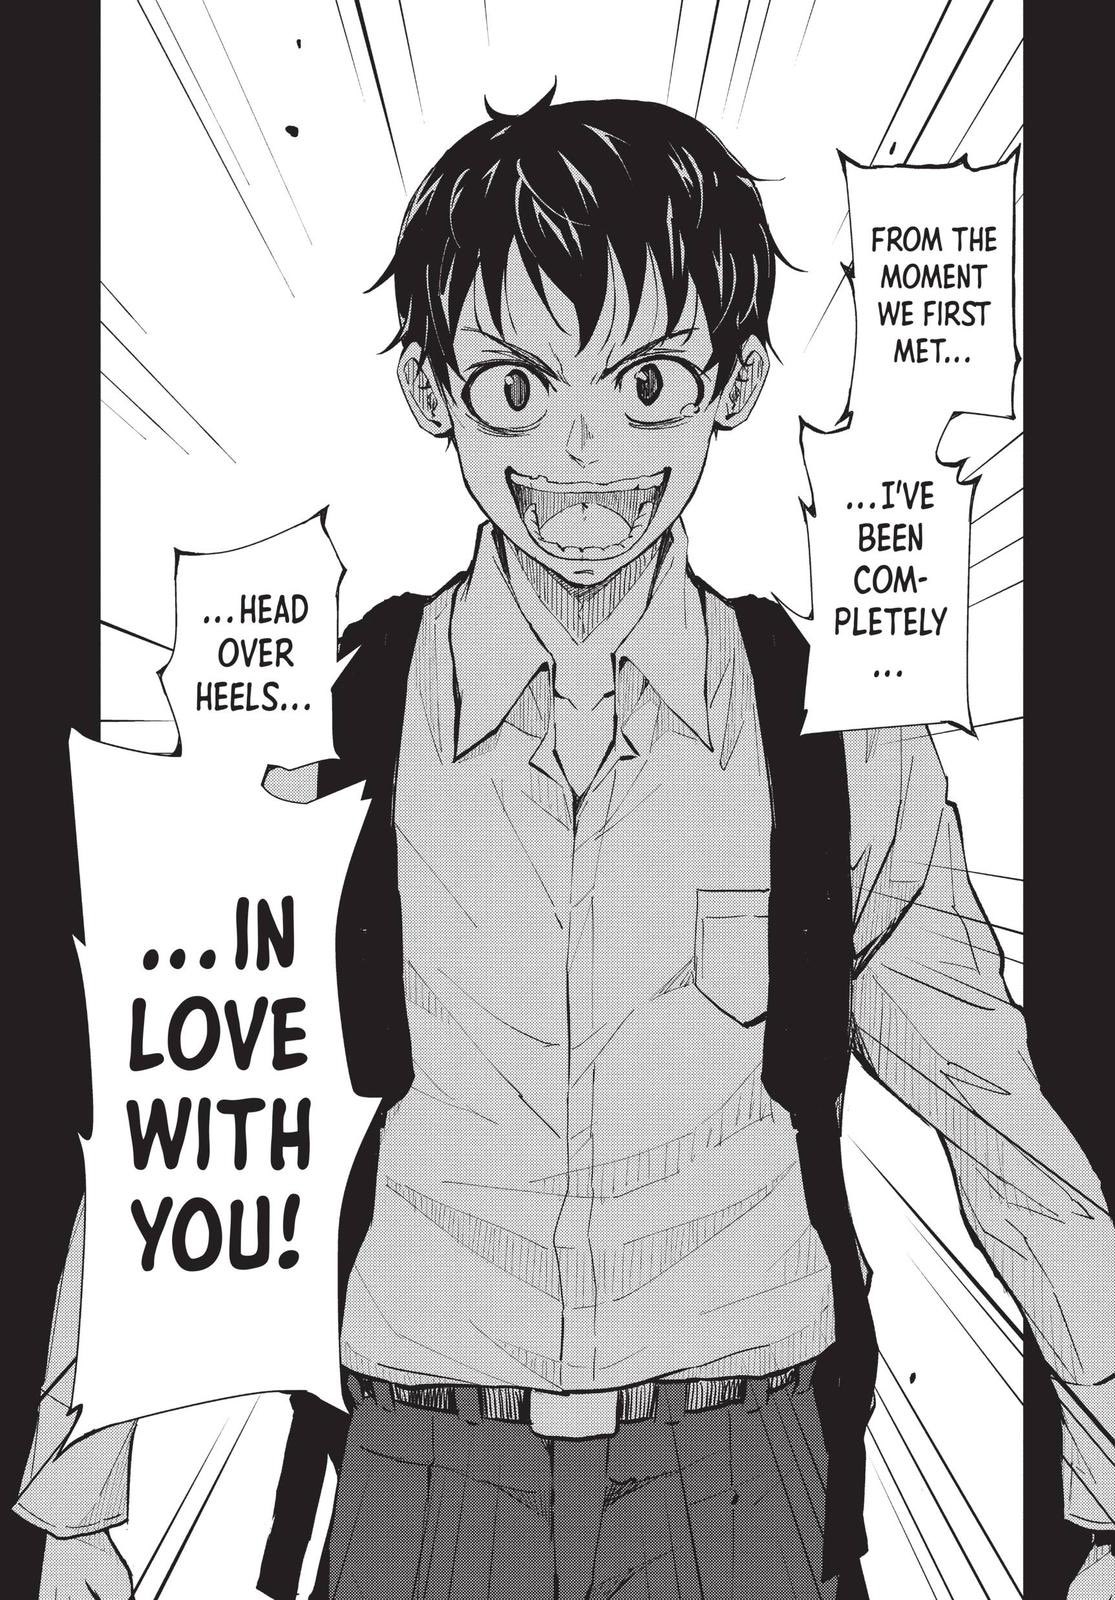 FROM THE
MOMENT
WE FIRST
MET...
...I'VE
BEEN
COM-
PLETELY
...
...HEAD
OVER
HEELS...
...IN
LOVE
WITH
YOU!